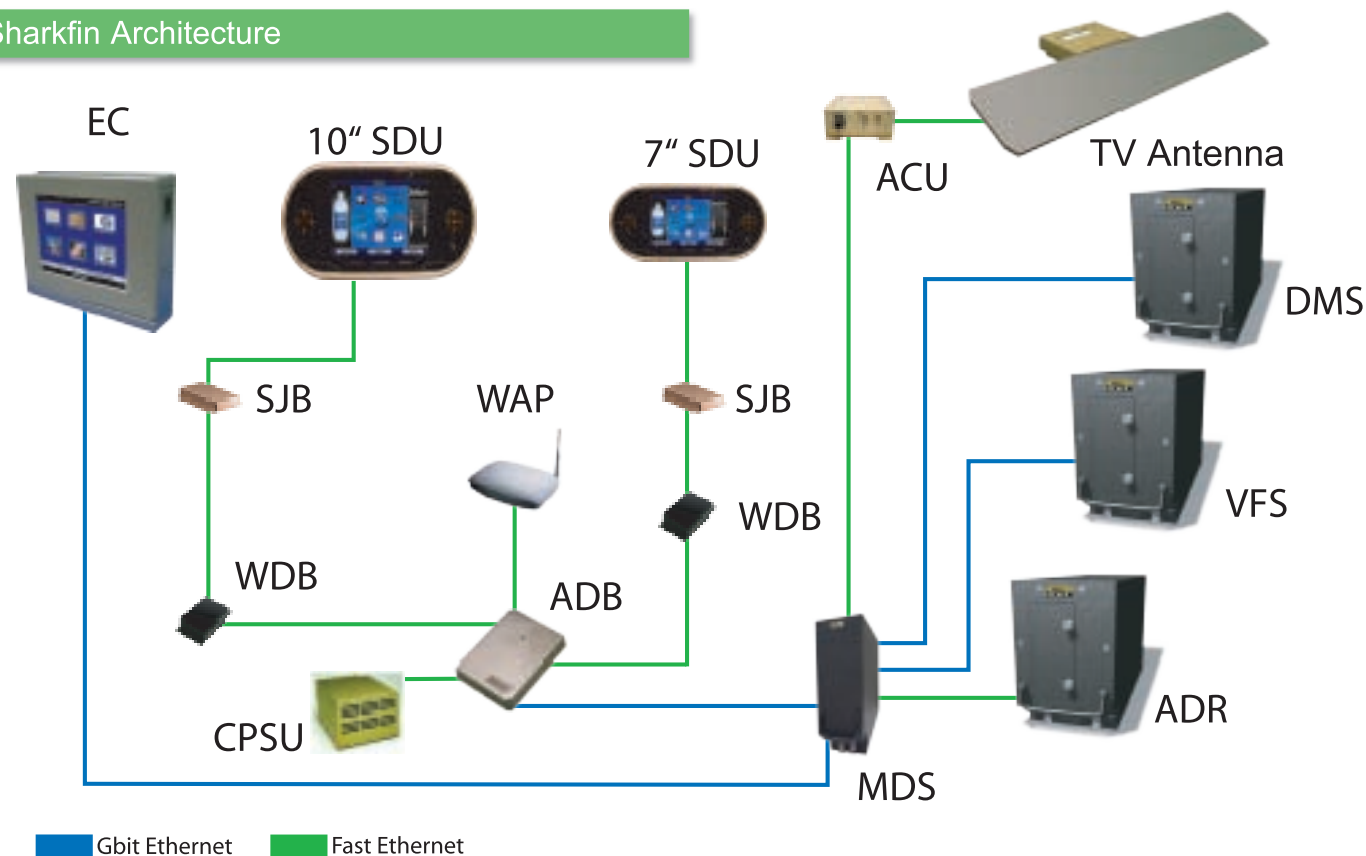 Sharkfin Architecture
EC
10“ SDU
7“ SDU
ACU
TV Antenna
DMS
SJB
WAP
SJB
VFS
WDB
WDB
ADB
CPSU
ADR
MDS
Gbit Ethernet
Fast Ethernet